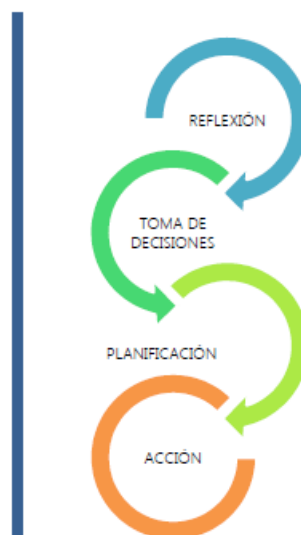 REFLEXIÓN
TOMA DE
DECISIONES
PLANIFICACIÓN
ACCIÓN